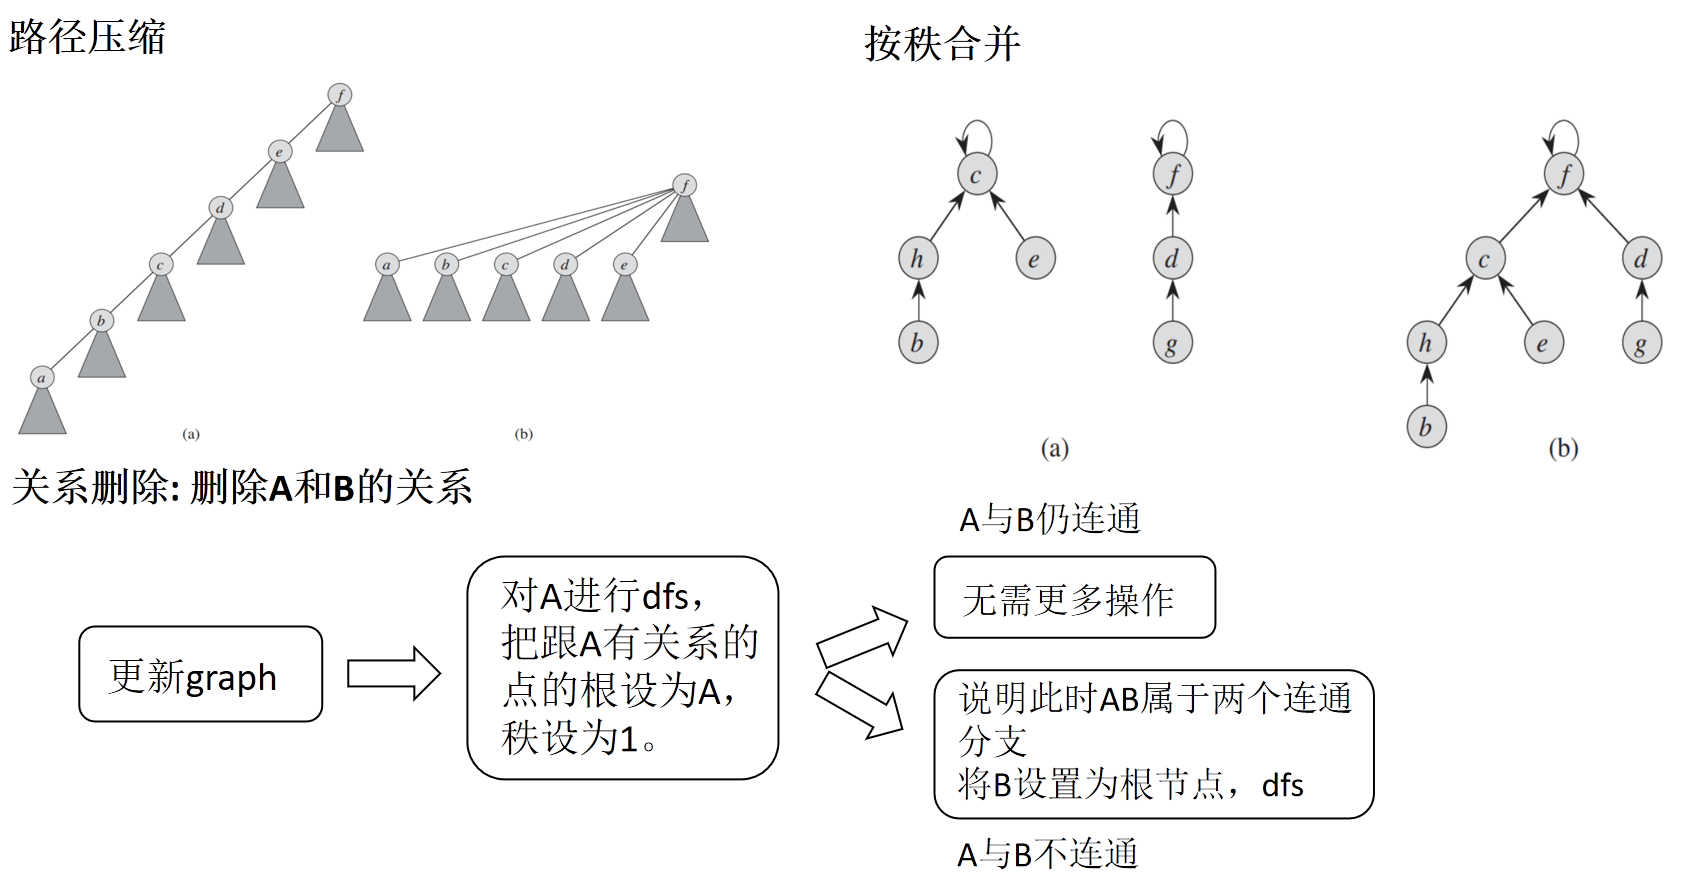 路径压缩
按秩合并
f
e
d
c
b
a
(a)
f
a
b
c
d
e
(b)
c
h
e
b
f
d
g
(a)
f
c
d
h
e
g
b
(b)
关系删除: 删除A和B的关系
更新graph
对A进行dfs，
把跟A有关系的
点的根设为A，
秩设为1。
A与B仍连通
无需更多操作
说明此时AB属于两个连通
分支
将B设置为根节点，dfs
A与B不连通